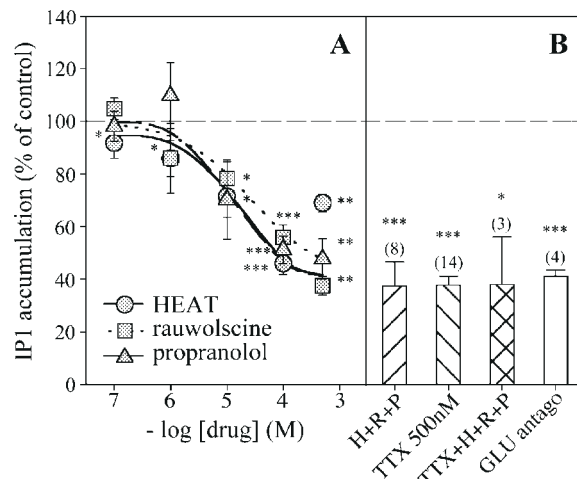 A
B
IP1 accumulation (% of control)
140
120
100
80
60
40
20
0
*
*
*
*
***
***
***
**
**
**
HEAT
rauwolscine
propranolol
7
6
5
4
3
- log [drug] (M)
***
(8)
***
(14)
*
(3)
***
(4)
H+R+P
TTX 500nM
TTX+H+R+P
GLU antago